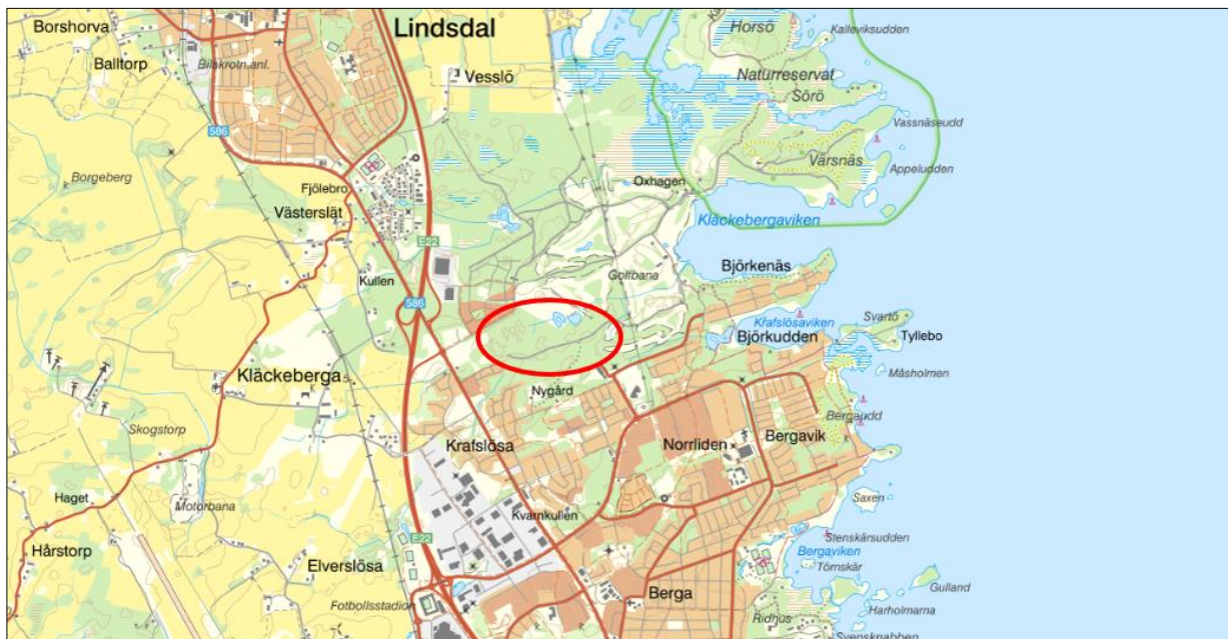 Borshorva
Lindsdal
Horsö
Kalleviksudden
Balltorp
Bilskrotn.anl.
Vesslö
Naturreservat
Sörö
586
Vassnäseudd
Värsnäs
Borgeberg
Fjölebro
Oxhagen
Appeludden
Västerslät
Kläckebergaviken
E22
Kullen
Golfbana
Björkenäs
586
Krafslösaviken
Svartö
Björkudden
Tyllebo
Kläckeberga
Måsholmen
Nygård
Skogstorp
Bergaudd
Krafslösa
Norrliden
Bergavik
Haget
Motorbana
Saxen
Kvarnkullen
Stenskärsudden
Hårstorp
E22
Bergaviken
Elverslösa
Törnskär
Gulland
Berga
Fotbollsstadion
Harholmarna
Ridhus
Svensknabben